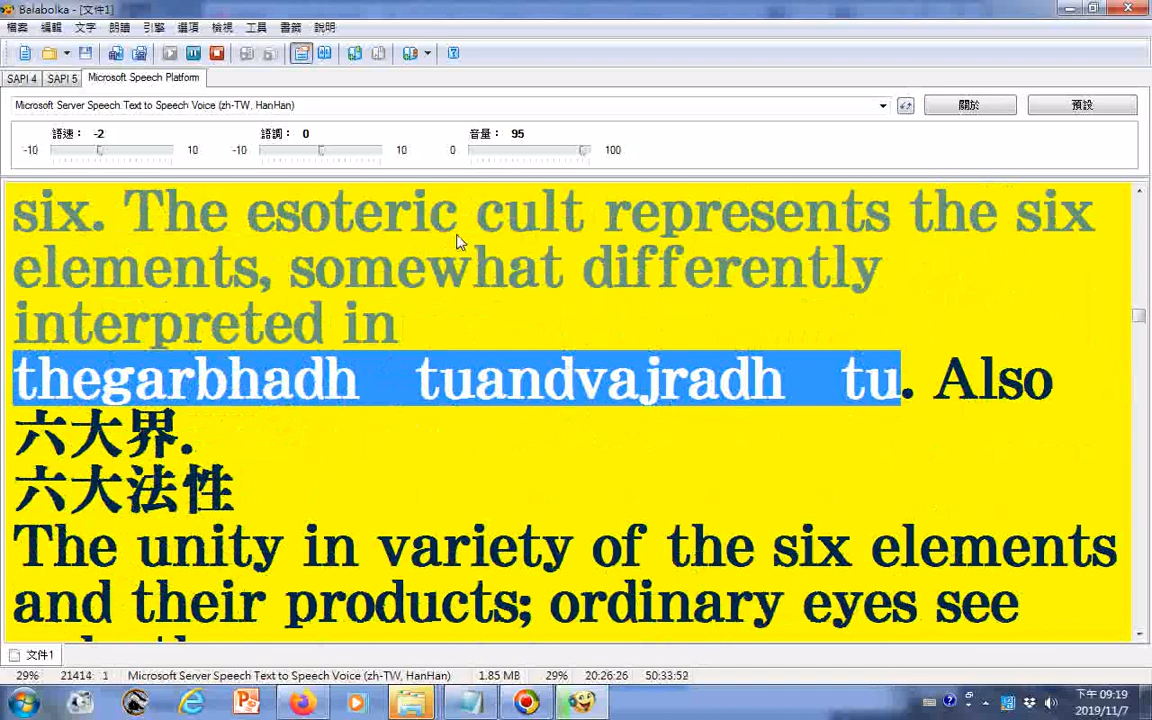 Balabolka - [文件1]
檔案 編輯 文字 朗讀 引擎 選項 檢視 工具 書籤 說明
SAPI 4 SAPI 5 Microsoft Speech Platform
Microsoft Server Speech Text to Speech Voice (zh-TW, HanHan) 關於 預設
語速： -2 語調： 0 音量： 95
-10 10 -10 10 0 100
six. The esoteric cult represents the six
elements, somewhat differently
interpreted in
thegarbhadh tuandvajradh tu. Also
六大界.
六大法性
The unity in variety of the six elements
and their products; ordinary eyes see
文件1
29% 21414: 1 Microsoft Server Speech Text to Speech Voice (zh-TW, HanHan) 1.85 MB 29% 20:26:26 50:33:52
下午 09:19
2019/11/7